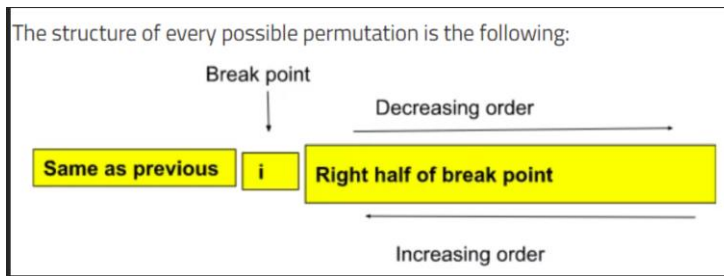 The structure of every possible permutation is the following:
Break point
Decreasing order
Same as previous
i
Right half of break point
Increasing order